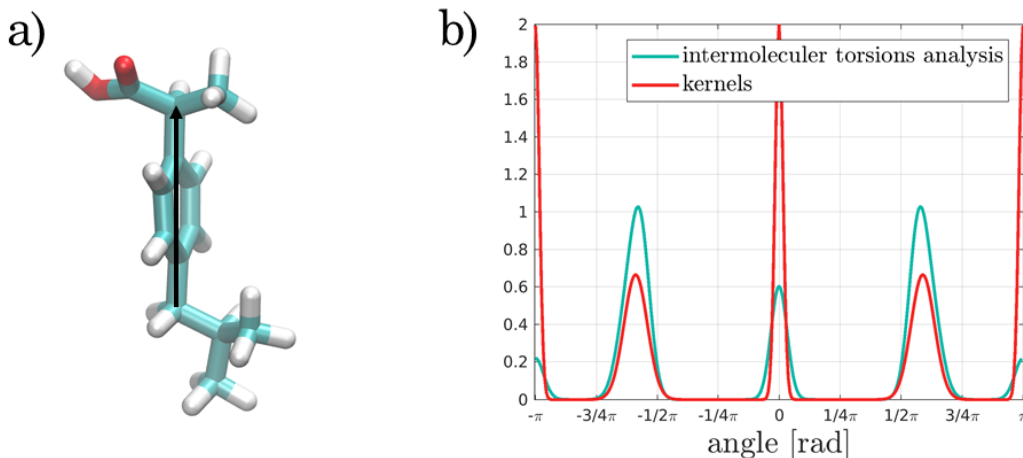 a)
b)
intermoleculer torsions analysis
kernels
2
1.8
1.6
1.4
1.2
1
0.8
0.6
0.4
0.2
0
-π -3/4π -1/2π -1/4π 0 1/4π 1/2π 3/4π π
angle [rad]